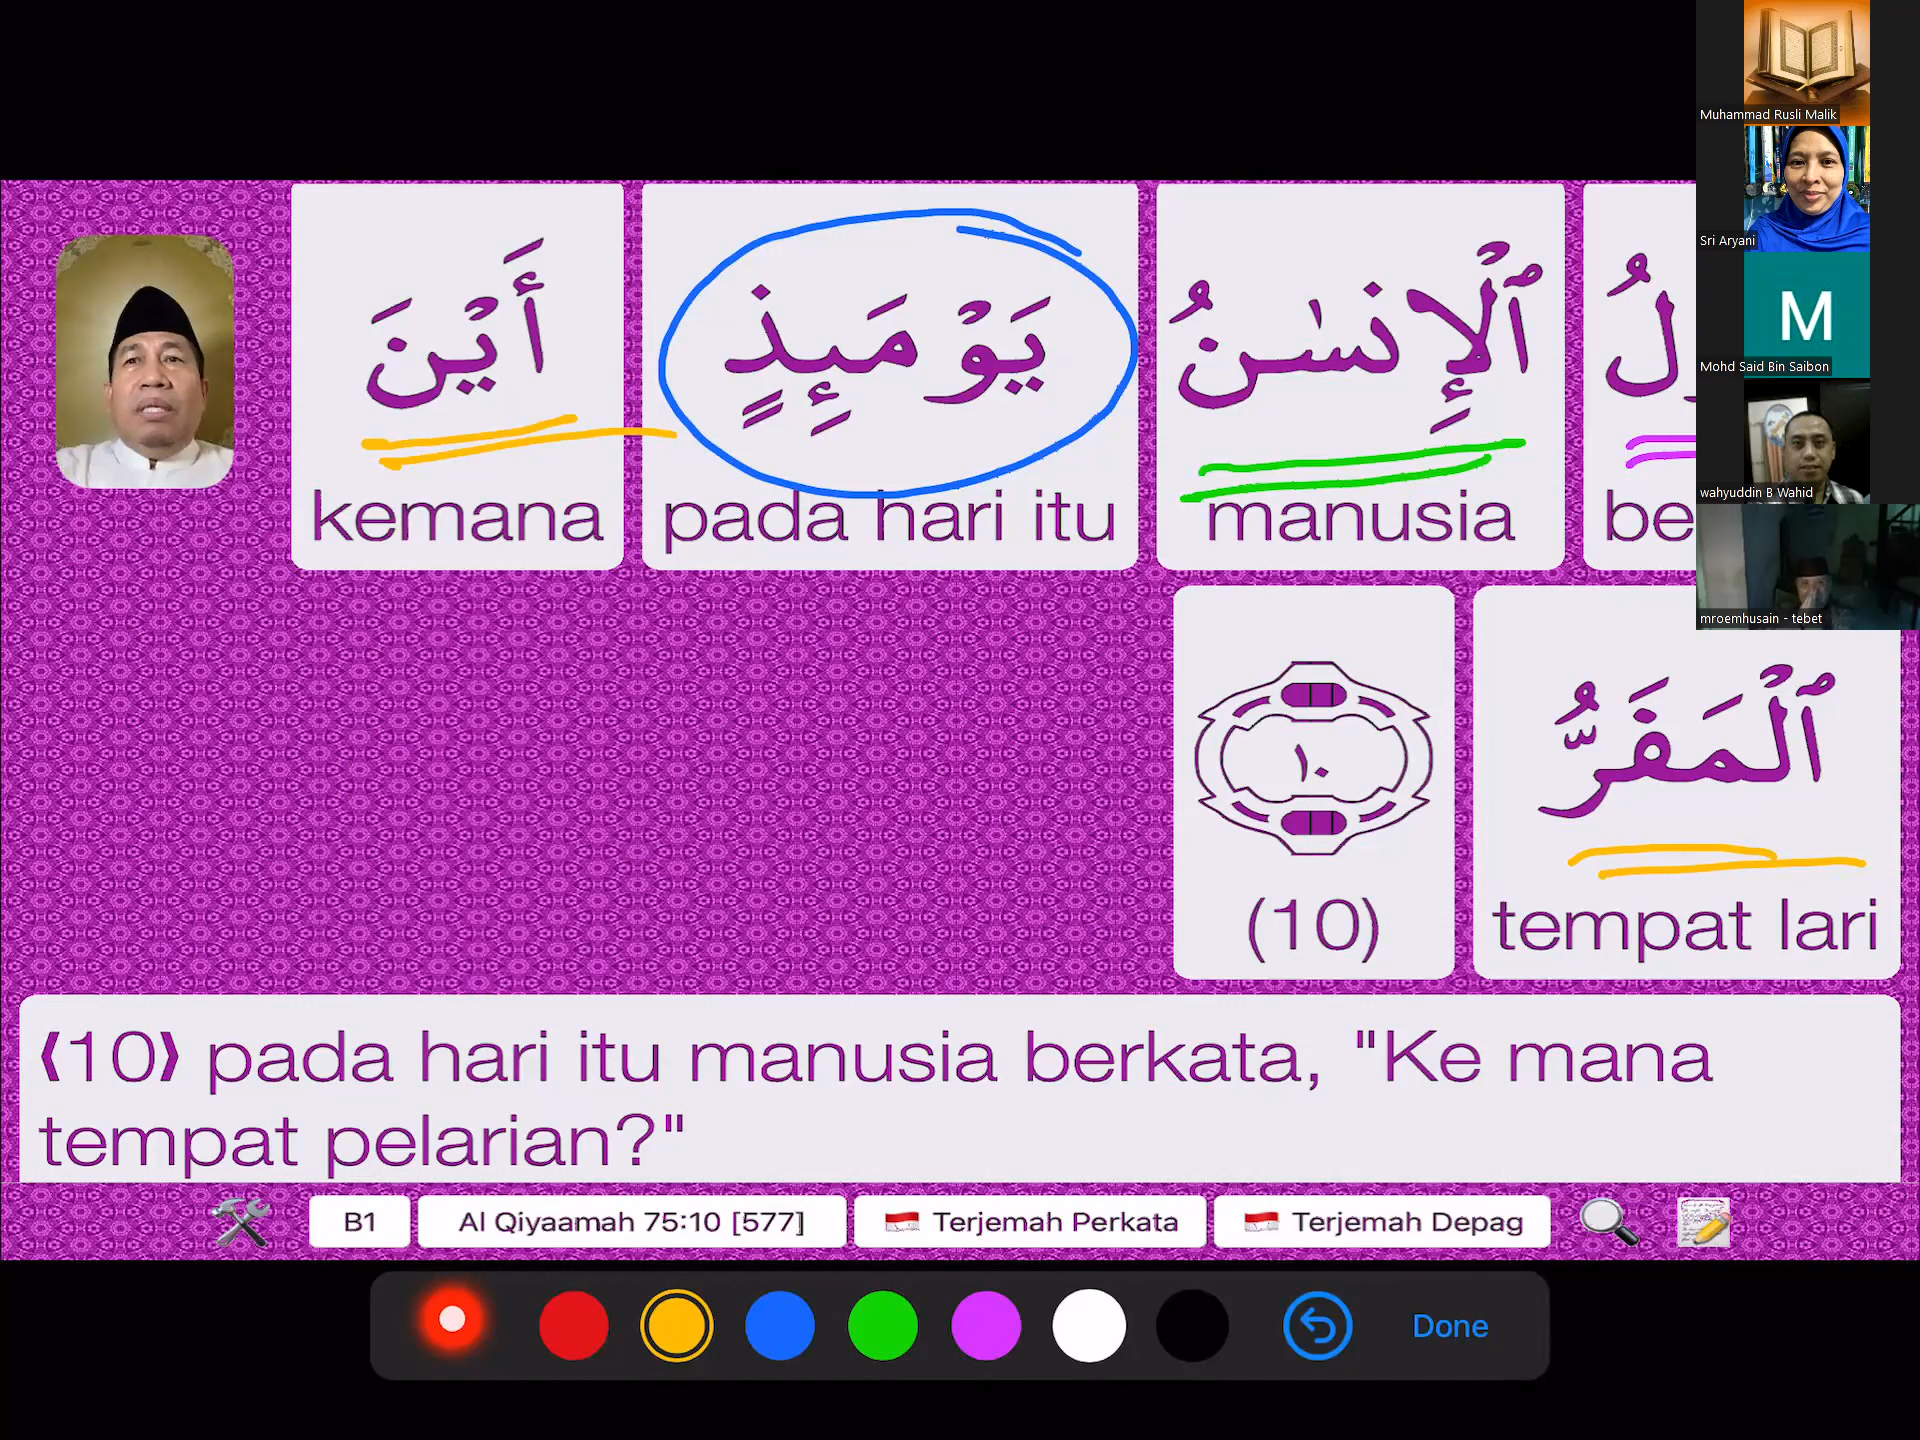 أَيْنَ يَوْمَئِذٍ ٱلْإِنسَٰنُ
kemana pada hari itu manusia
ٱلْمَفَرُّ ١٠
tempat lari (10)
⟬10⟭ pada hari itu manusia berkata, "Ke mana
tempat pelarian?"
B1 Al Qiyaamah 75:10 [577] Terjemah Perkata Terjemah Depag
Done
Muhammad Rusli Malik
Sri Aryani
M
Mohd Said Bin Saibon
wahyuddin B Wahid
mroemhusain - tebet